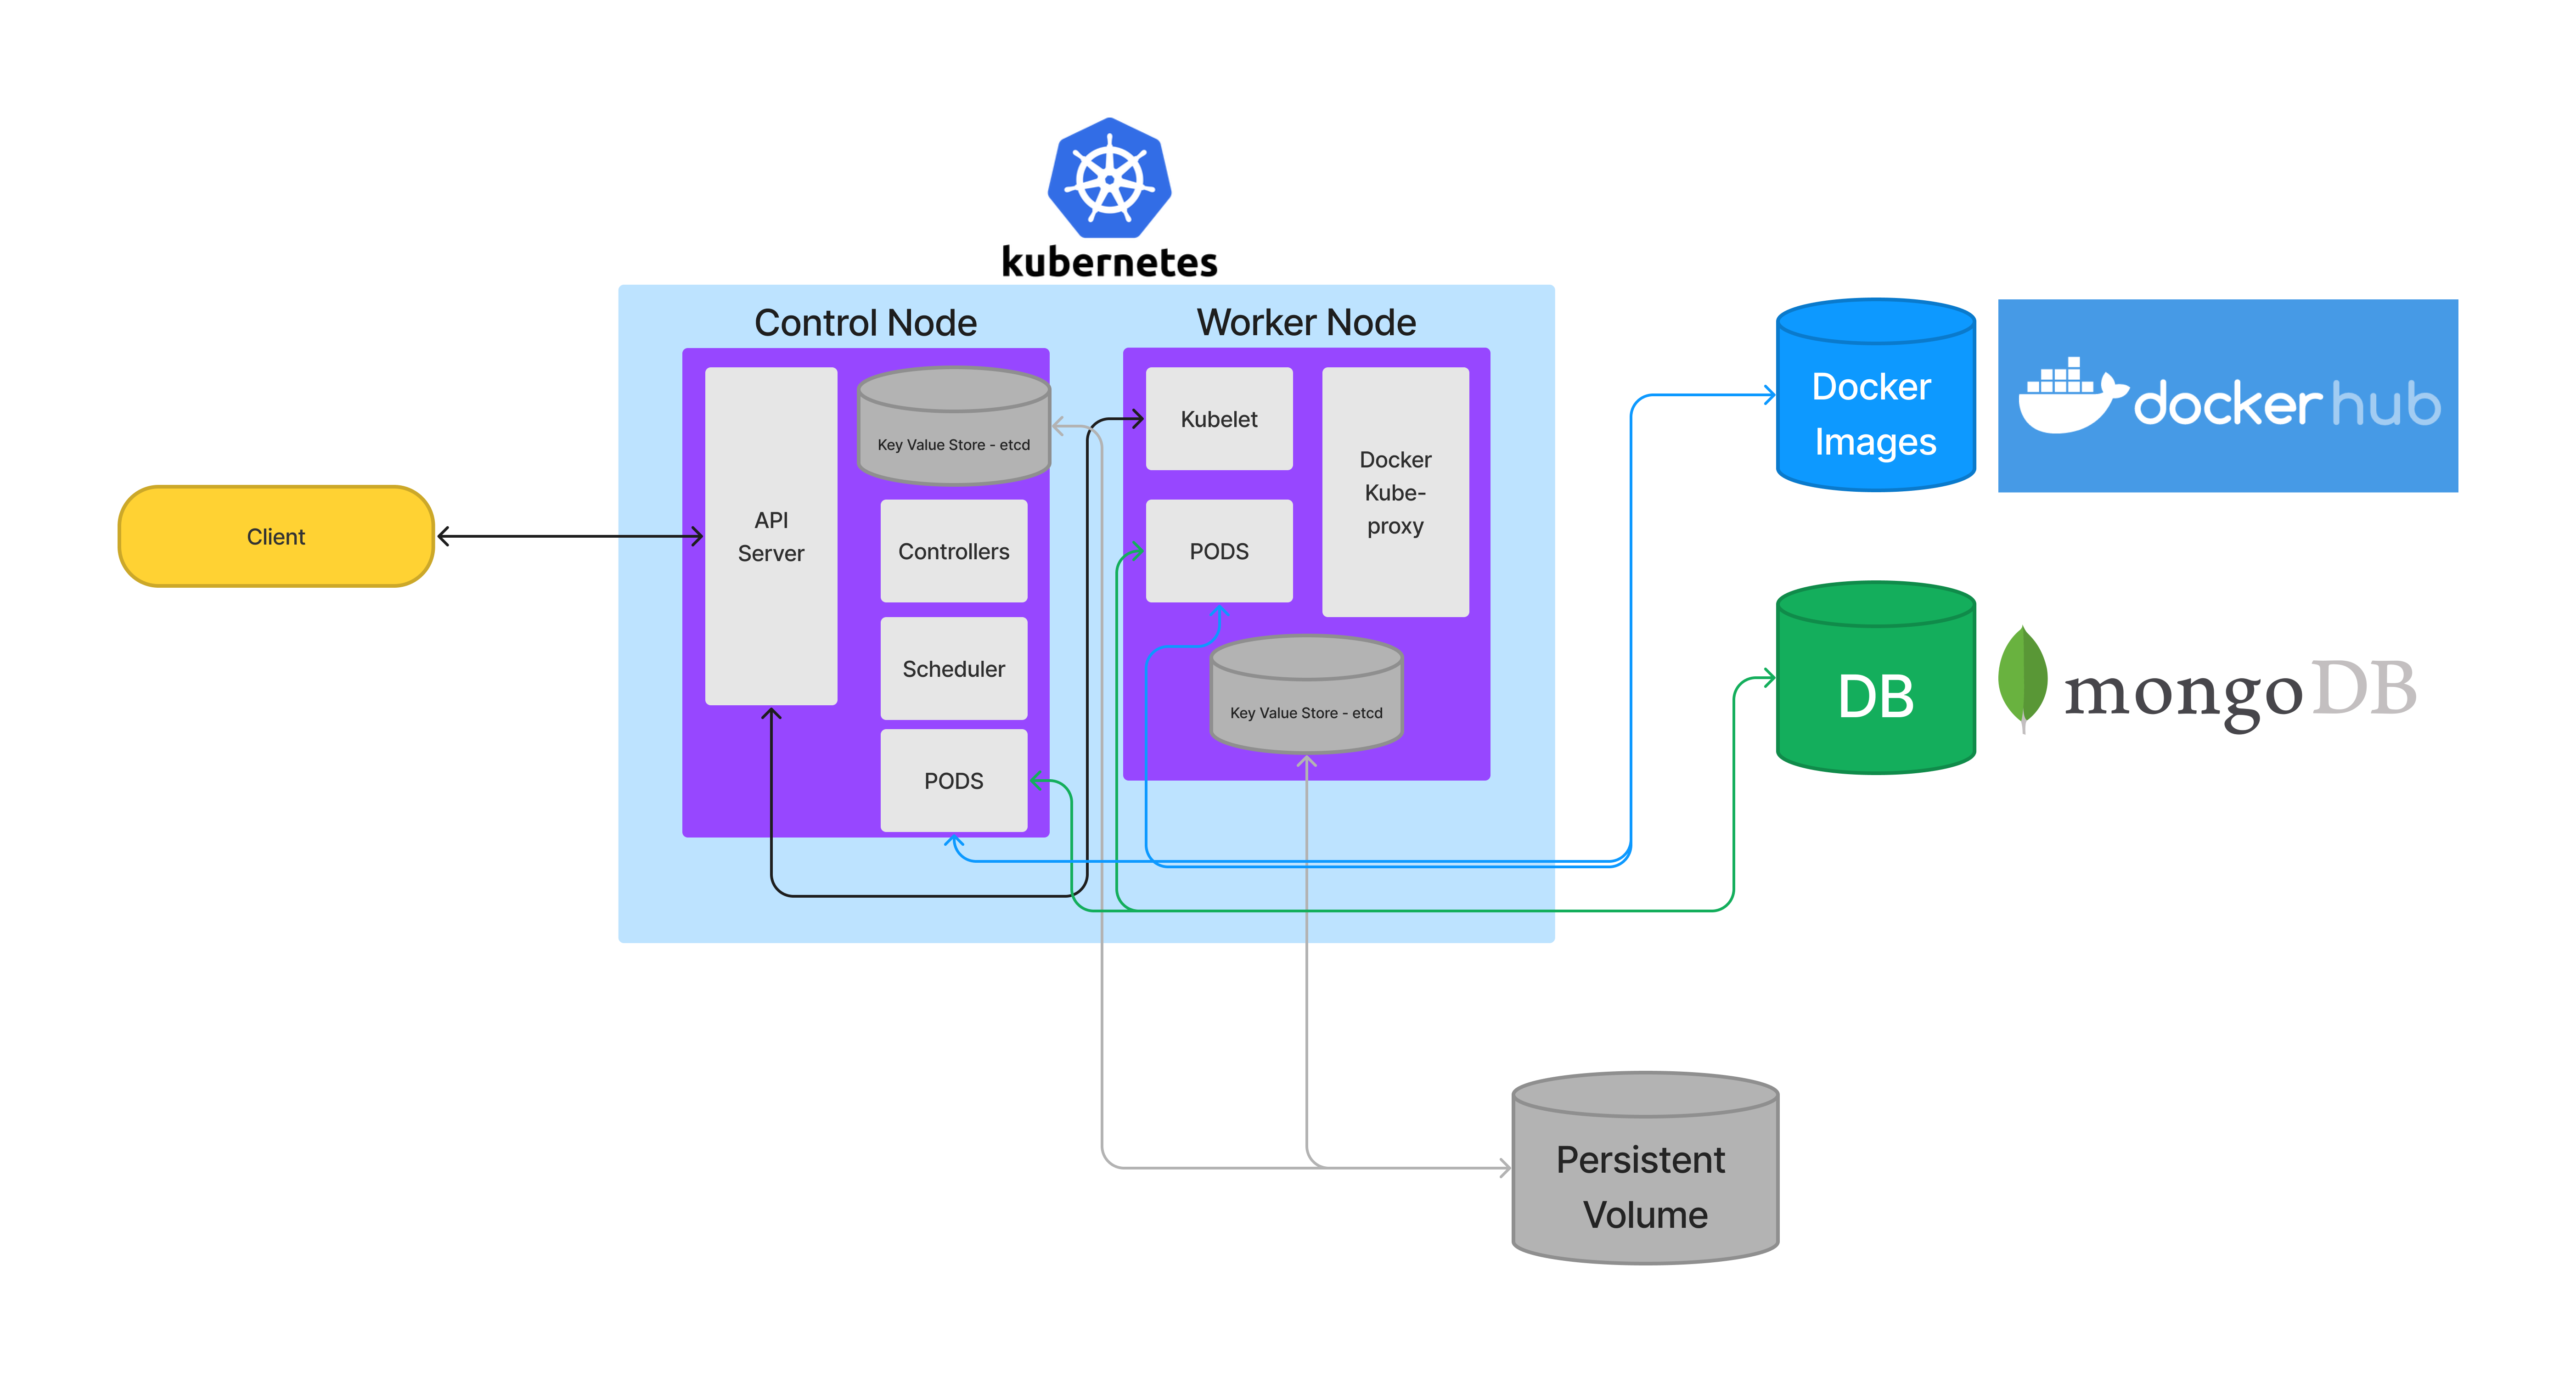 kubernetes
Control Node
Worker Node
API
Server
Key Value Store - etcd
Controllers
Scheduler
PODS
Kubelet
PODS
Docker
Kube-
proxy
Key Value Store - etcd
Client
Docker
Images
dockerhub
DB
mongoDB
Persistent
Volume